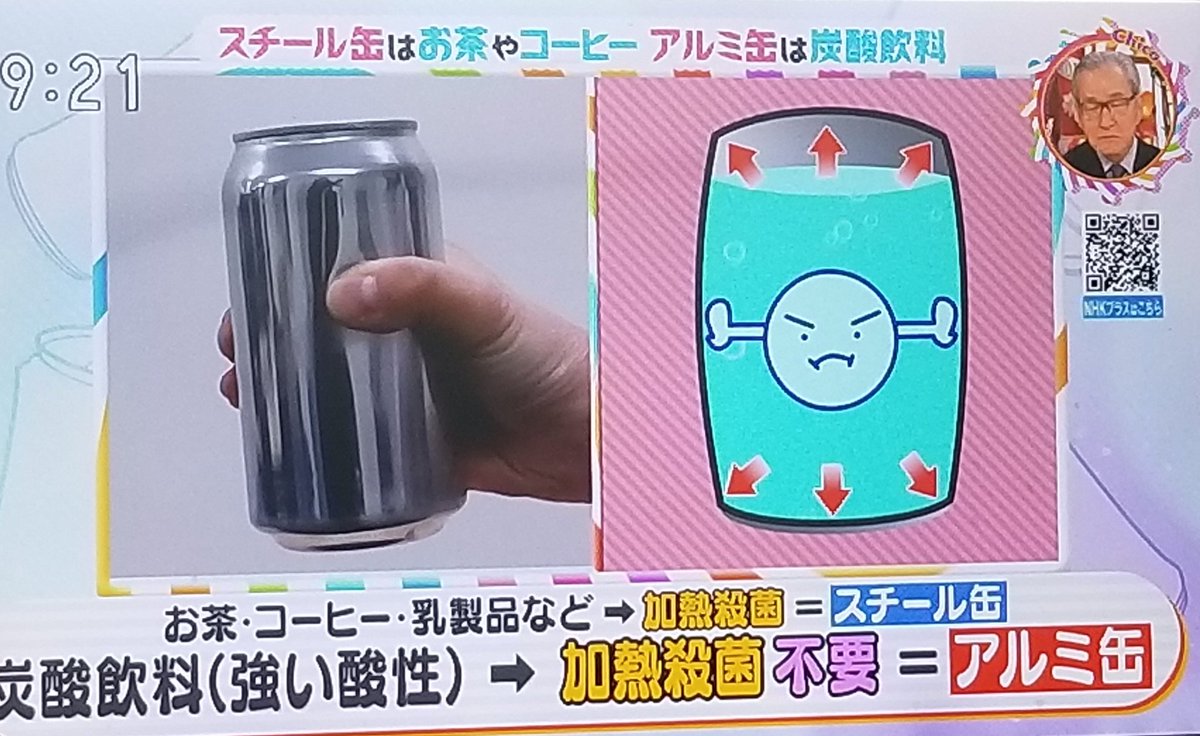 スチール缶はお茶やコーヒー アルミ缶は炭酸飲料
9:21
Chico
NHKプラスはこちら
お茶・コーヒー・乳製品など➡加熱殺菌=スチール缶
炭酸飲料(強い酸性)➡加熱殺菌不要=アルミ缶